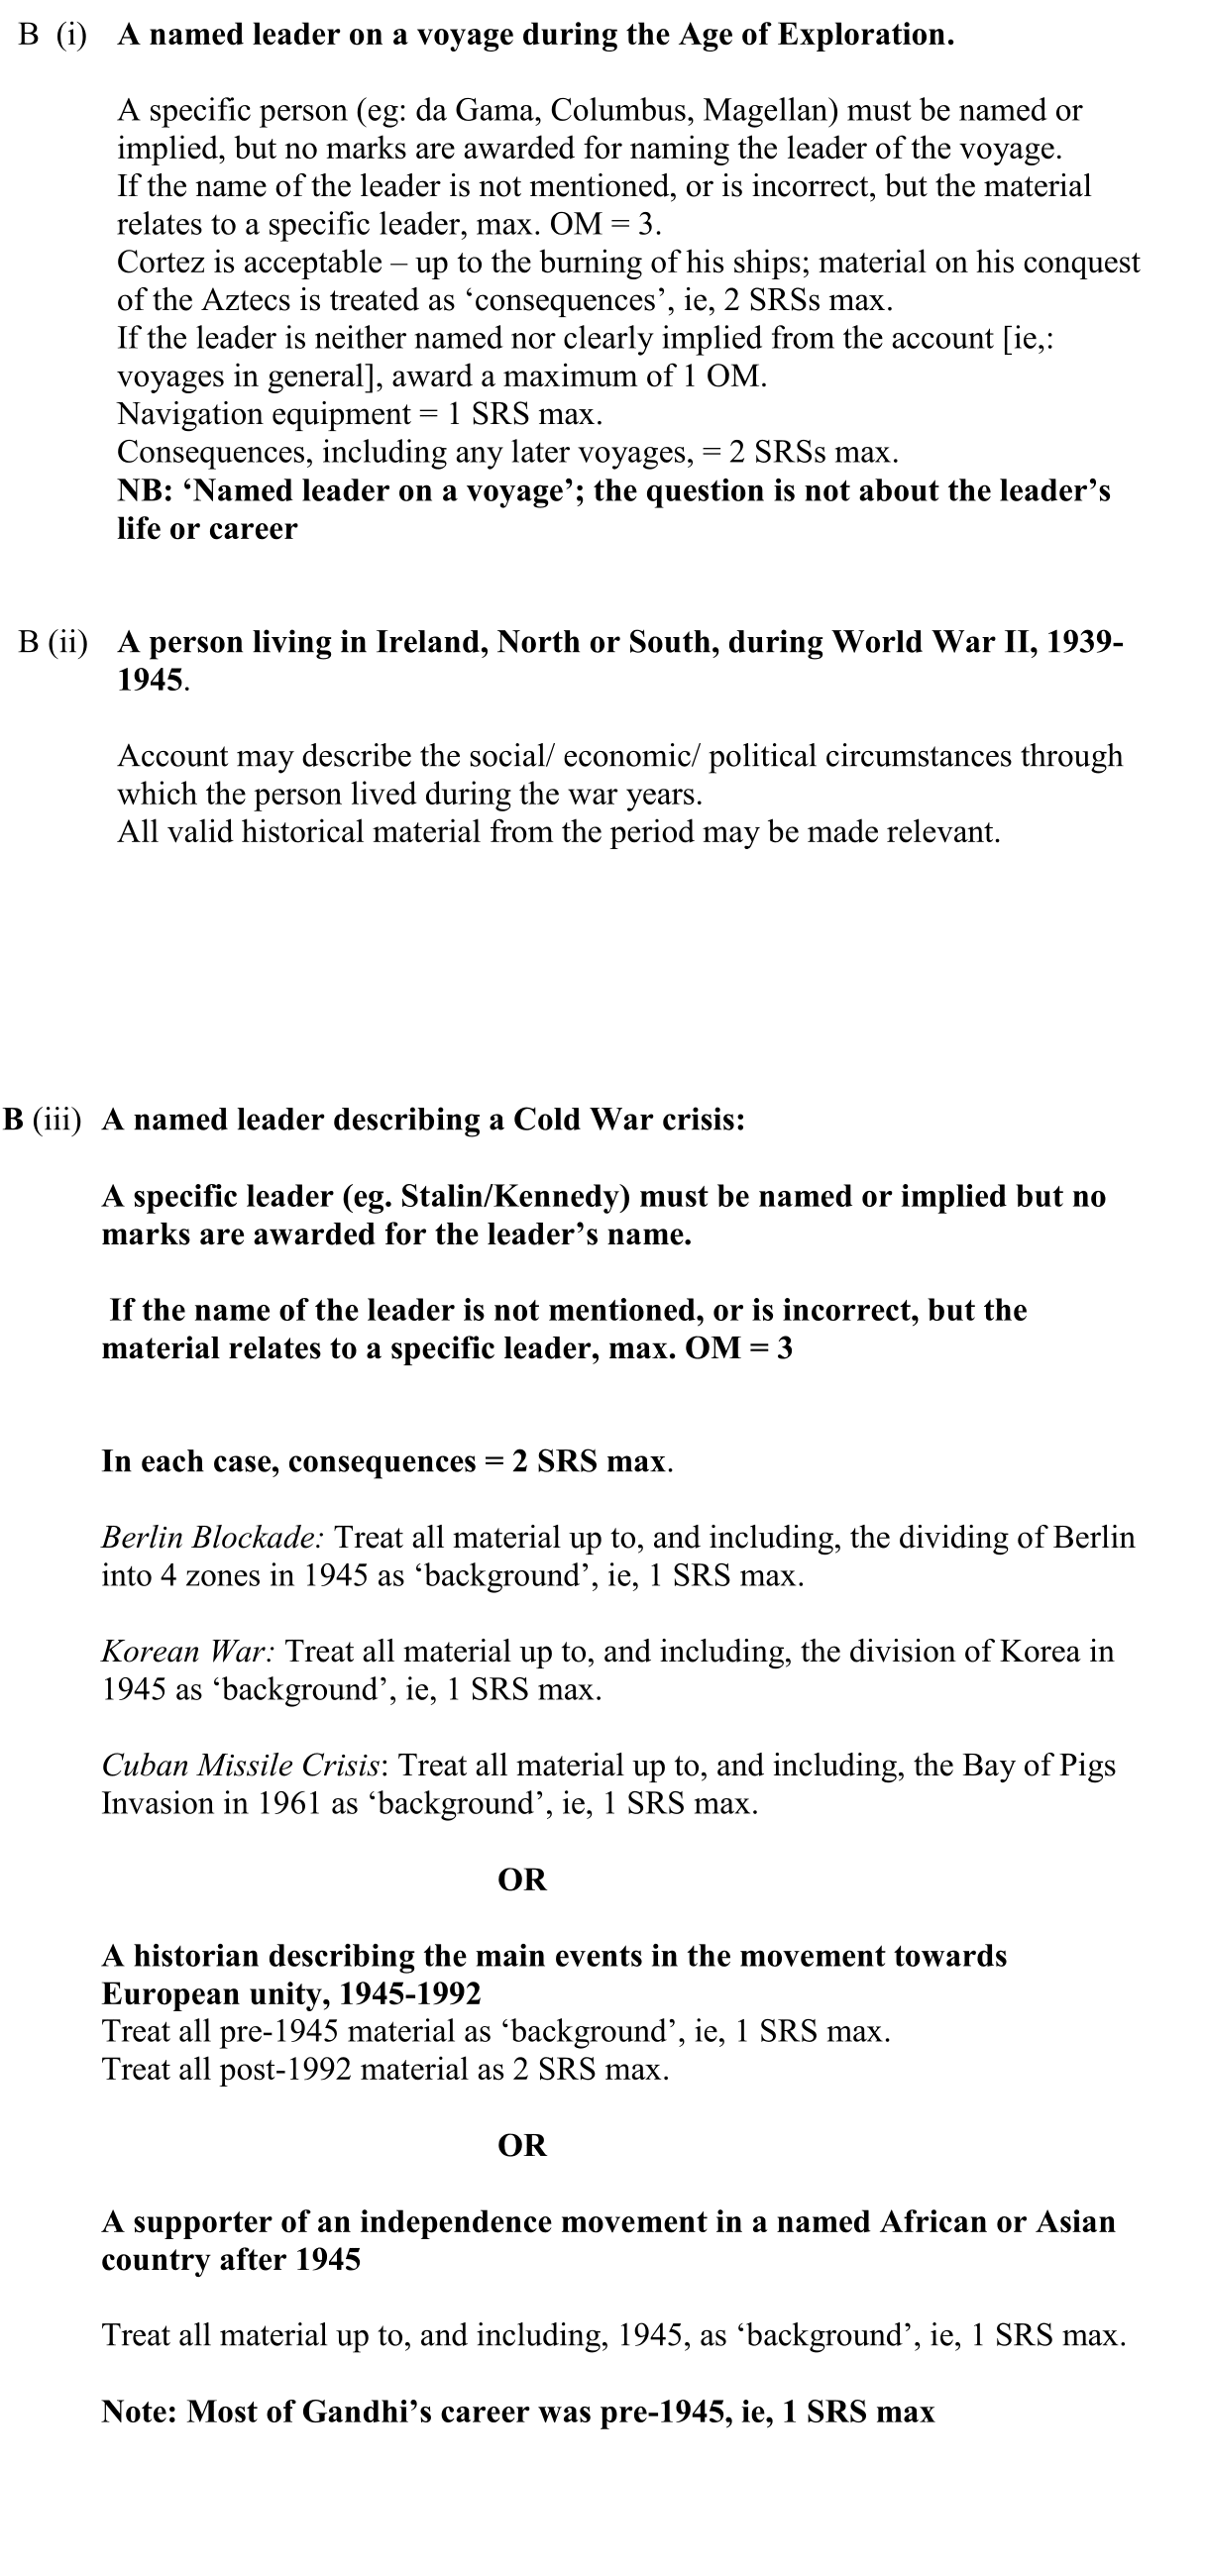 B (i) A named leader on a voyage during the Age of Exploration.
A specific person (eg: da Gama, Columbus, Magellan) must be named or
implied, but no marks are awarded for naming the leader of the voyage.
If the name of the leader is not mentioned, or is incorrect, but the material
relates to a specific leader, max. OM = 3.
Cortez is acceptable – up to the burning of his ships; material on his conquest
of the Aztecs is treated as ‘consequences’, ie, 2 SRSs max.
If the leader is neither named nor clearly implied from the account [ie,:
voyages in general], award a maximum of 1 OM.
Navigation equipment = 1 SRS max.
Consequences, including any later voyages, = 2 SRSs max.
NB: ‘Named leader on a voyage’; the question is not about the leader’s
life or career
B (ii) A person living in Ireland, North or South, during World War II, 1939-
1945.
Account may describe the social/ economic/ political circumstances through
which the person lived during the war years.
All valid historical material from the period may be made relevant.
B (iii) A named leader describing a Cold War crisis:
A specific leader (eg. Stalin/Kennedy) must be named or implied but no
marks are awarded for the leader’s name.
If the name of the leader is not mentioned, or is incorrect, but the
material relates to a specific leader, max. OM = 3
In each case, consequences = 2 SRS max.
Berlin Blockade: Treat all material up to, and including, the dividing of Berlin
into 4 zones in 1945 as ‘background’, ie, 1 SRS max.
Korean War: Treat all material up to, and including, the division of Korea in
1945 as ‘background’, ie, 1 SRS max.
Cuban Missile Crisis: Treat all material up to, and including, the Bay of Pigs
Invasion in 1961 as ‘background’, ie, 1 SRS max.
OR
A historian describing the main events in the movement towards
European unity, 1945-1992
Treat all pre-1945 material as ‘background’, ie, 1 SRS max.
Treat all post-1992 material as 2 SRS max.
OR
A supporter of an independence movement in a named African or Asian
country after 1945
Treat all material up to, and including, 1945, as ‘background’, ie, 1 SRS max.
Note: Most of Gandhi’s career was pre-1945, ie, 1 SRS max